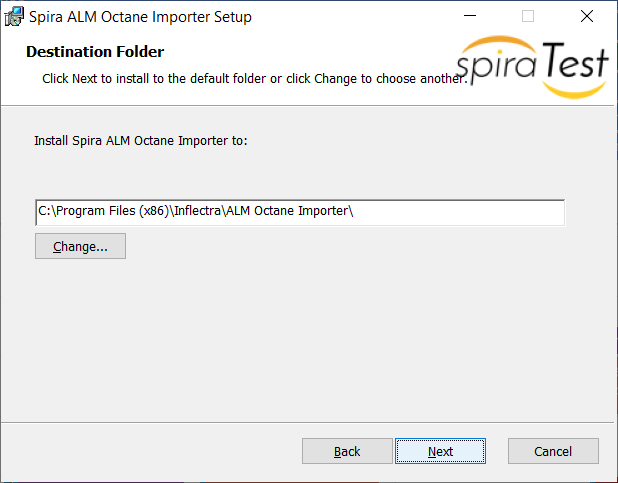 Spira ALM Octane Importer Setup
Destination Folder
Click Next to install to the default folder or click Change to choose another.
spiraTest
Install Spira ALM Octane Importer to:
C:\Program Files (x86)\Inflectra\ALM Octane Importer\
Change...
Back Next Cancel